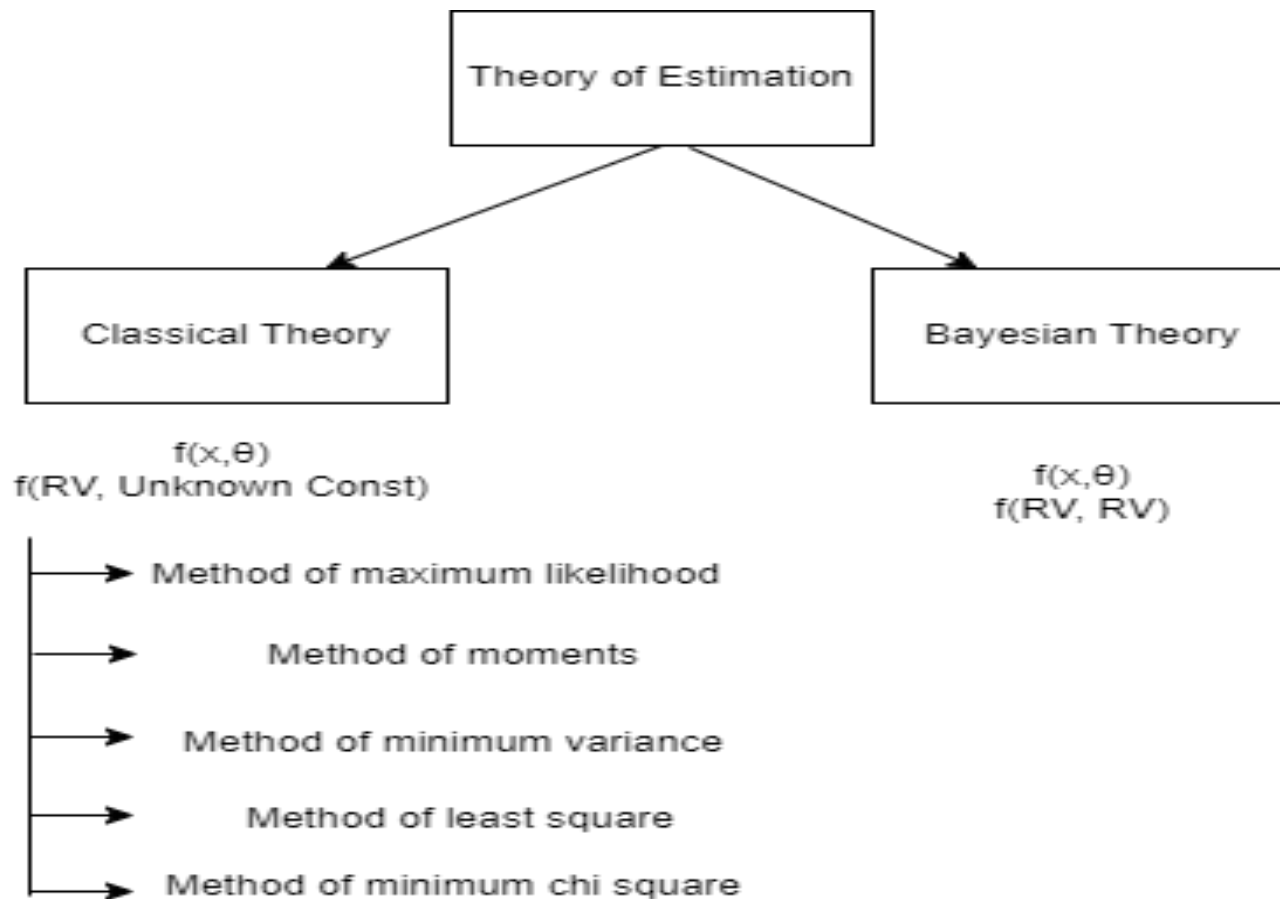 Theory of Estimation
Classical Theory
Bayesian Theory
f(x,θ)
f(RV, Unknown Const)
f(x,θ)
f(RV, RV)
Method of maximum likelihood
Method of moments
Method of minimum variance
Method of least square
Method of minimum chi square